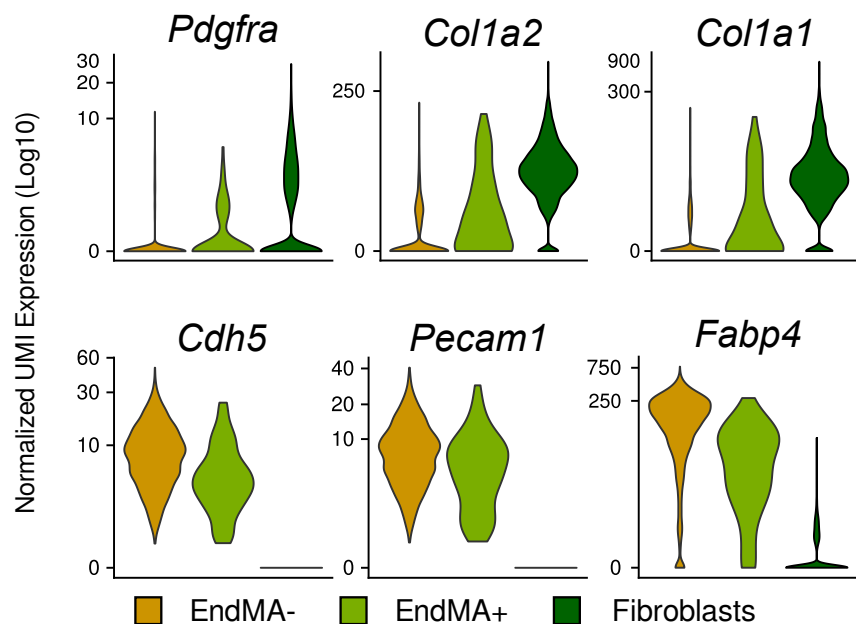 Normalized UMI Expression (Log10)
Pdgfra
30
20
10
0
Col1a2
250
0
Col1a1
900
300
0
Cdh5
60
30
10
0
Pecam1
40
20
10
0
Fabp4
750
250
0
EndMA- EndMA+ Fibroblasts